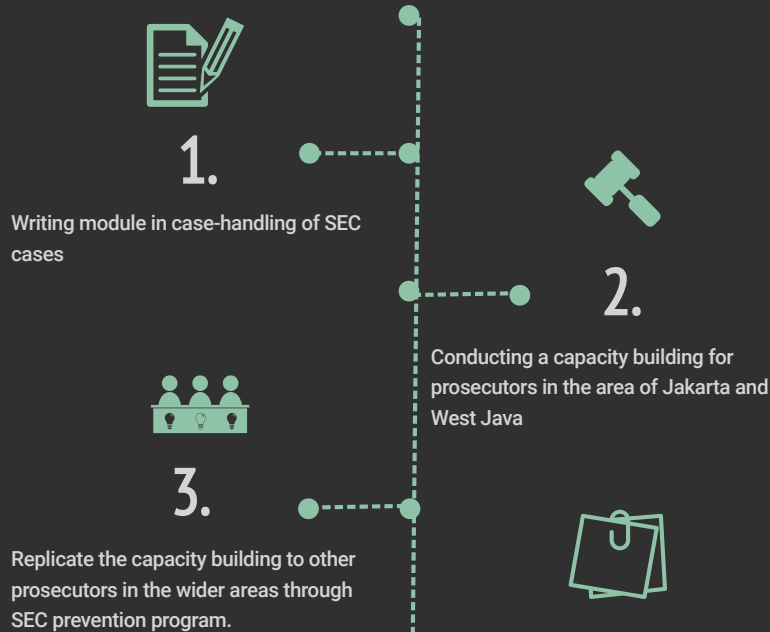 1.
Writing module in case-handling of SEC
cases
2.
Conducting a capacity building for
prosecutors in the area of Jakarta and
West Java
3.
Replicate the capacity building to other
prosecutors in the wider areas through
SEC prevention program.